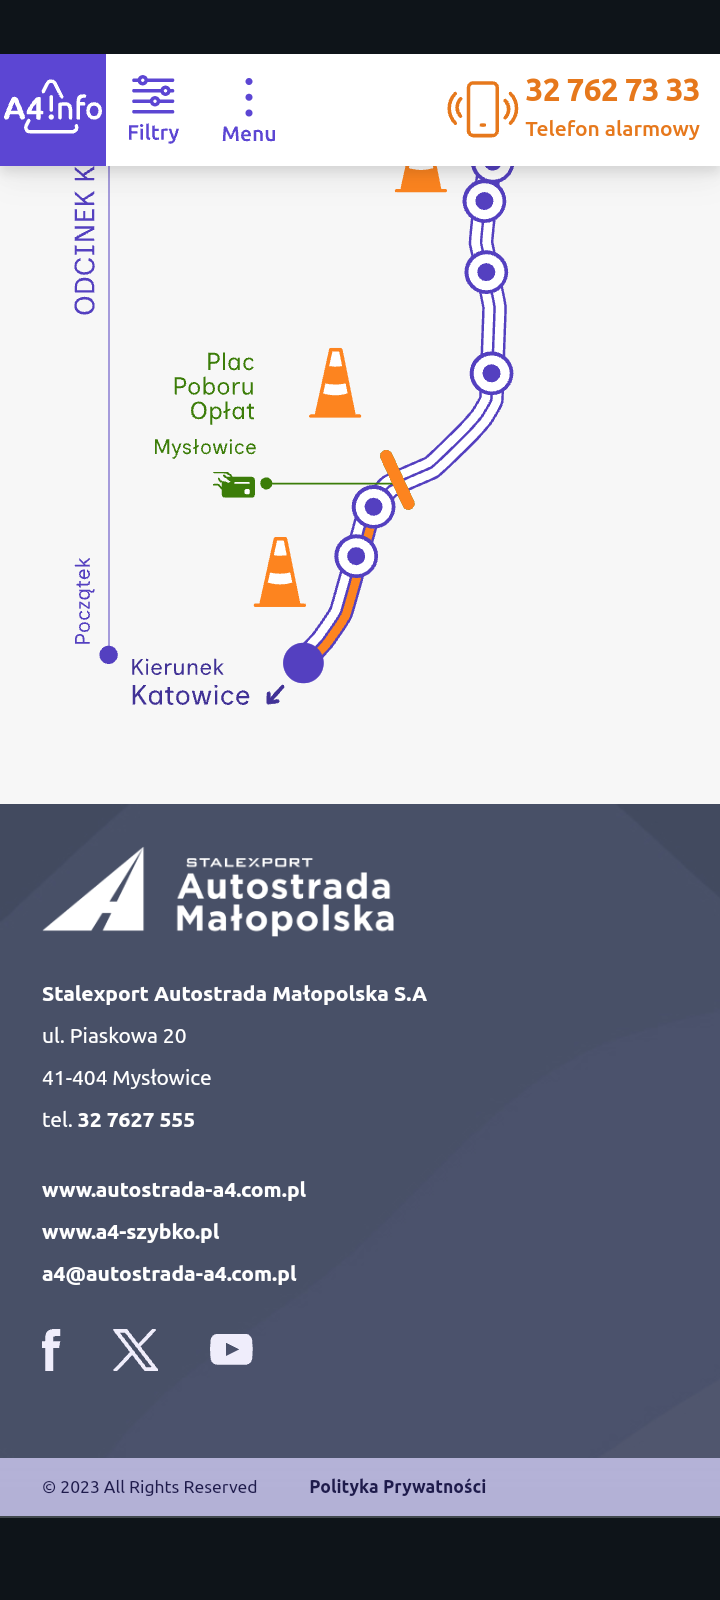 A4!nfo
Filtry
Menu
32 762 73 33
Telefon alarmowy
ODCINEK K
Plac
Poboru
Opłat
Mysłowice
Początek
Kierunek
Katowice
STALEXPORT
Autostrada
Małopolska
Stalexport Autostrada Małopolska S.A
ul. Piaskowa 20
41-404 Mysłowice
tel. 32 7627 555
www.autostrada-a4.com.pl
www.a4-szybko.pl
a4@autostrada-a4.com.pl
© 2023 All Rights Reserved
Polityka Prywatności